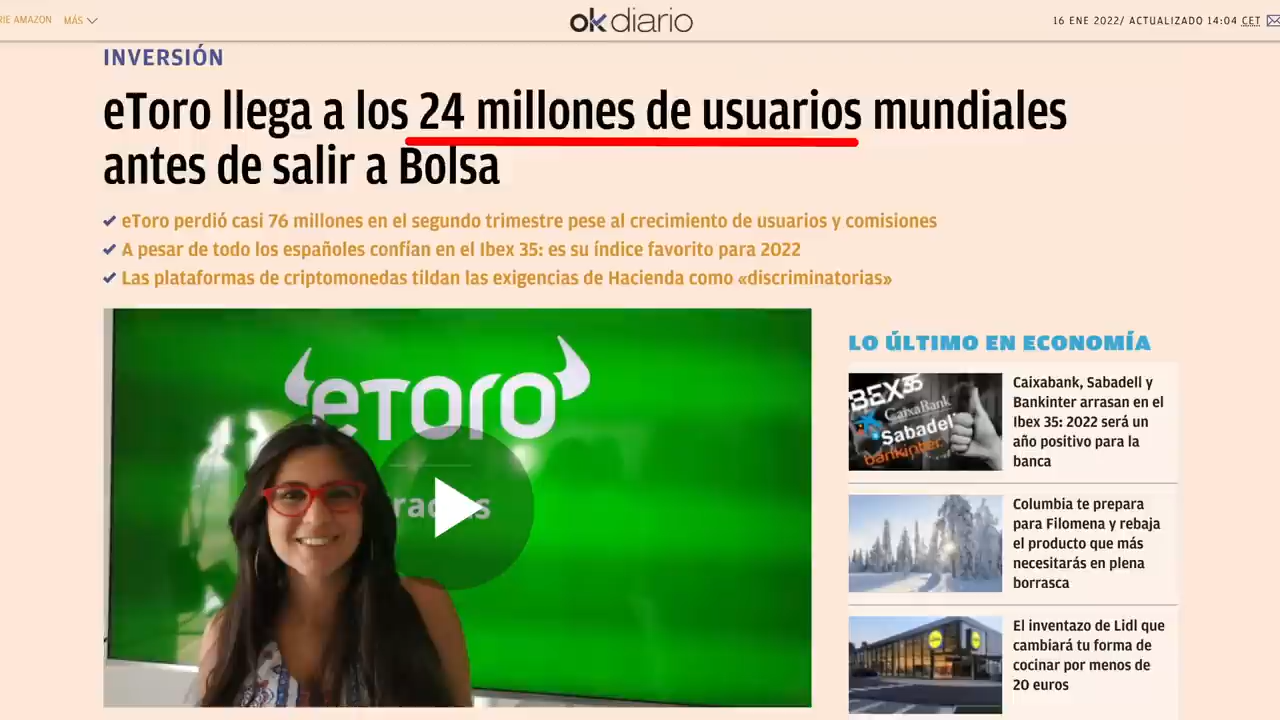 RIE AMAZON MÁS
okdiario
16 ENE 2022/ ACTUALIZADO 14:04 CET
INVERSIÓN
eToro llega a los 24 millones de usuarios mundiales
antes de salir a Bolsa
eToro perdió casi 76 millones en el segundo trimestre pese al crecimiento de usuarios y comisiones
A pesar de todo los españoles confían en el Ibex 35: es su índice favorito para 2022
Las plataformas de criptomonedas tildan las exigencias de Hacienda como «discriminatorias»
eTORO
LO ÚLTIMO EN ECONOMÍA
IBEX 35
CaixaBank
Sabadell
bankinter.
Caixabank, Sabadell y
Bankinter arrasan en el
Ibex 35: 2022 será un
año positivo para la
banca
Columbia te prepara
para Filomena y rebaja
el producto que más
necesitarás en plena
borrasca
El inventazo de Lidl que
cambiará tu forma de
cocinar por menos de
20 euros